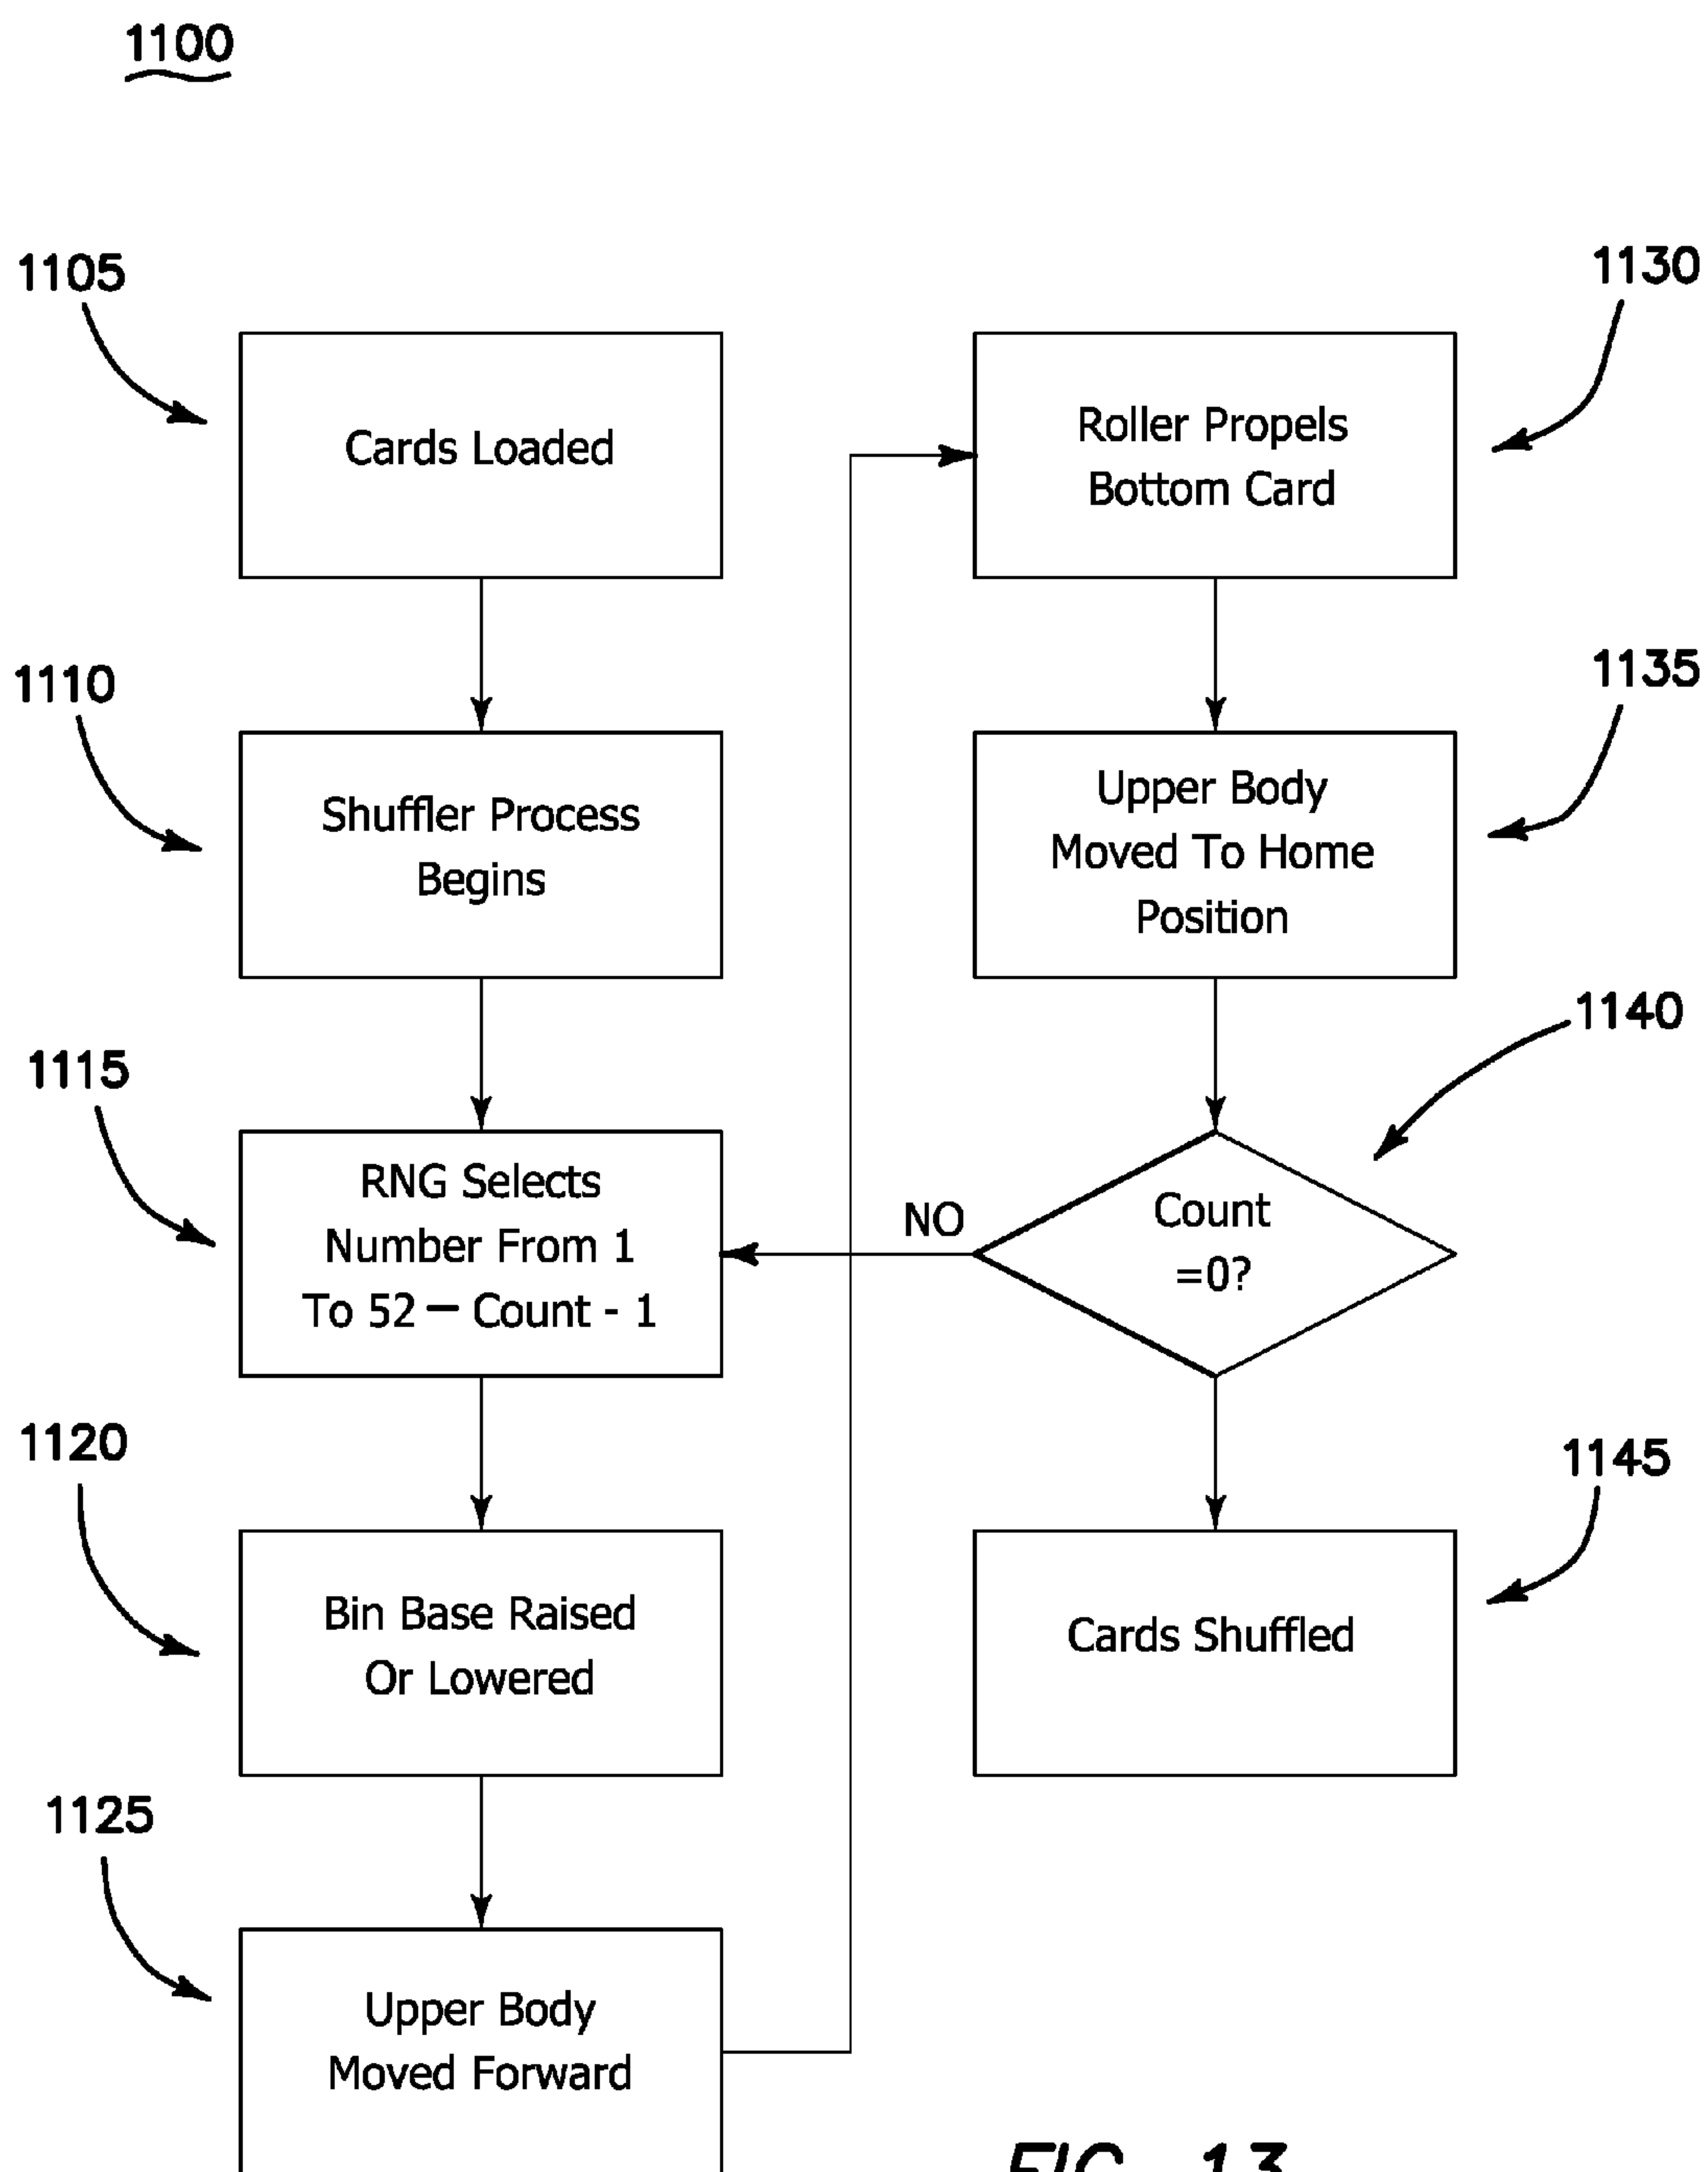 1100
1105
Cards Loaded
1110
Shuffler Process
Begins
1115
RNG Selects
Number From 1
To 52 — Count - 1
1120
Bin Base Raised
Or Lowered
1125
Upper Body
Moved Forward
1130
Roller Propels
Bottom Card
1135
Upper Body
Moved To Home
Position
1140
Count
=0?
NO
1145
Cards Shuffled
FIG. 13